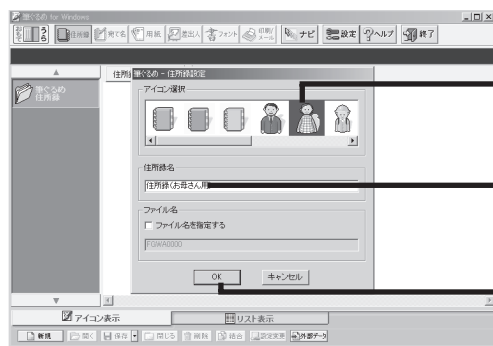 筆ぐるめ for Windows
おもて うら 住所録 宛て名 用紙 差出人 フォント 印刷/メール ナビ 設定 ヘルプ 終了
住所録
筆ぐるめ - 住所録設定
筆ぐるめ
住所録
アイコン選択
住所録名
住所録(お母さん用
ファイル名
ファイル名を指定する
FGWA0000
OK キャンセル
アイコン表示 リスト表示
新規 開く 保存 閉じる 削除 結合 設定変更 外部データ